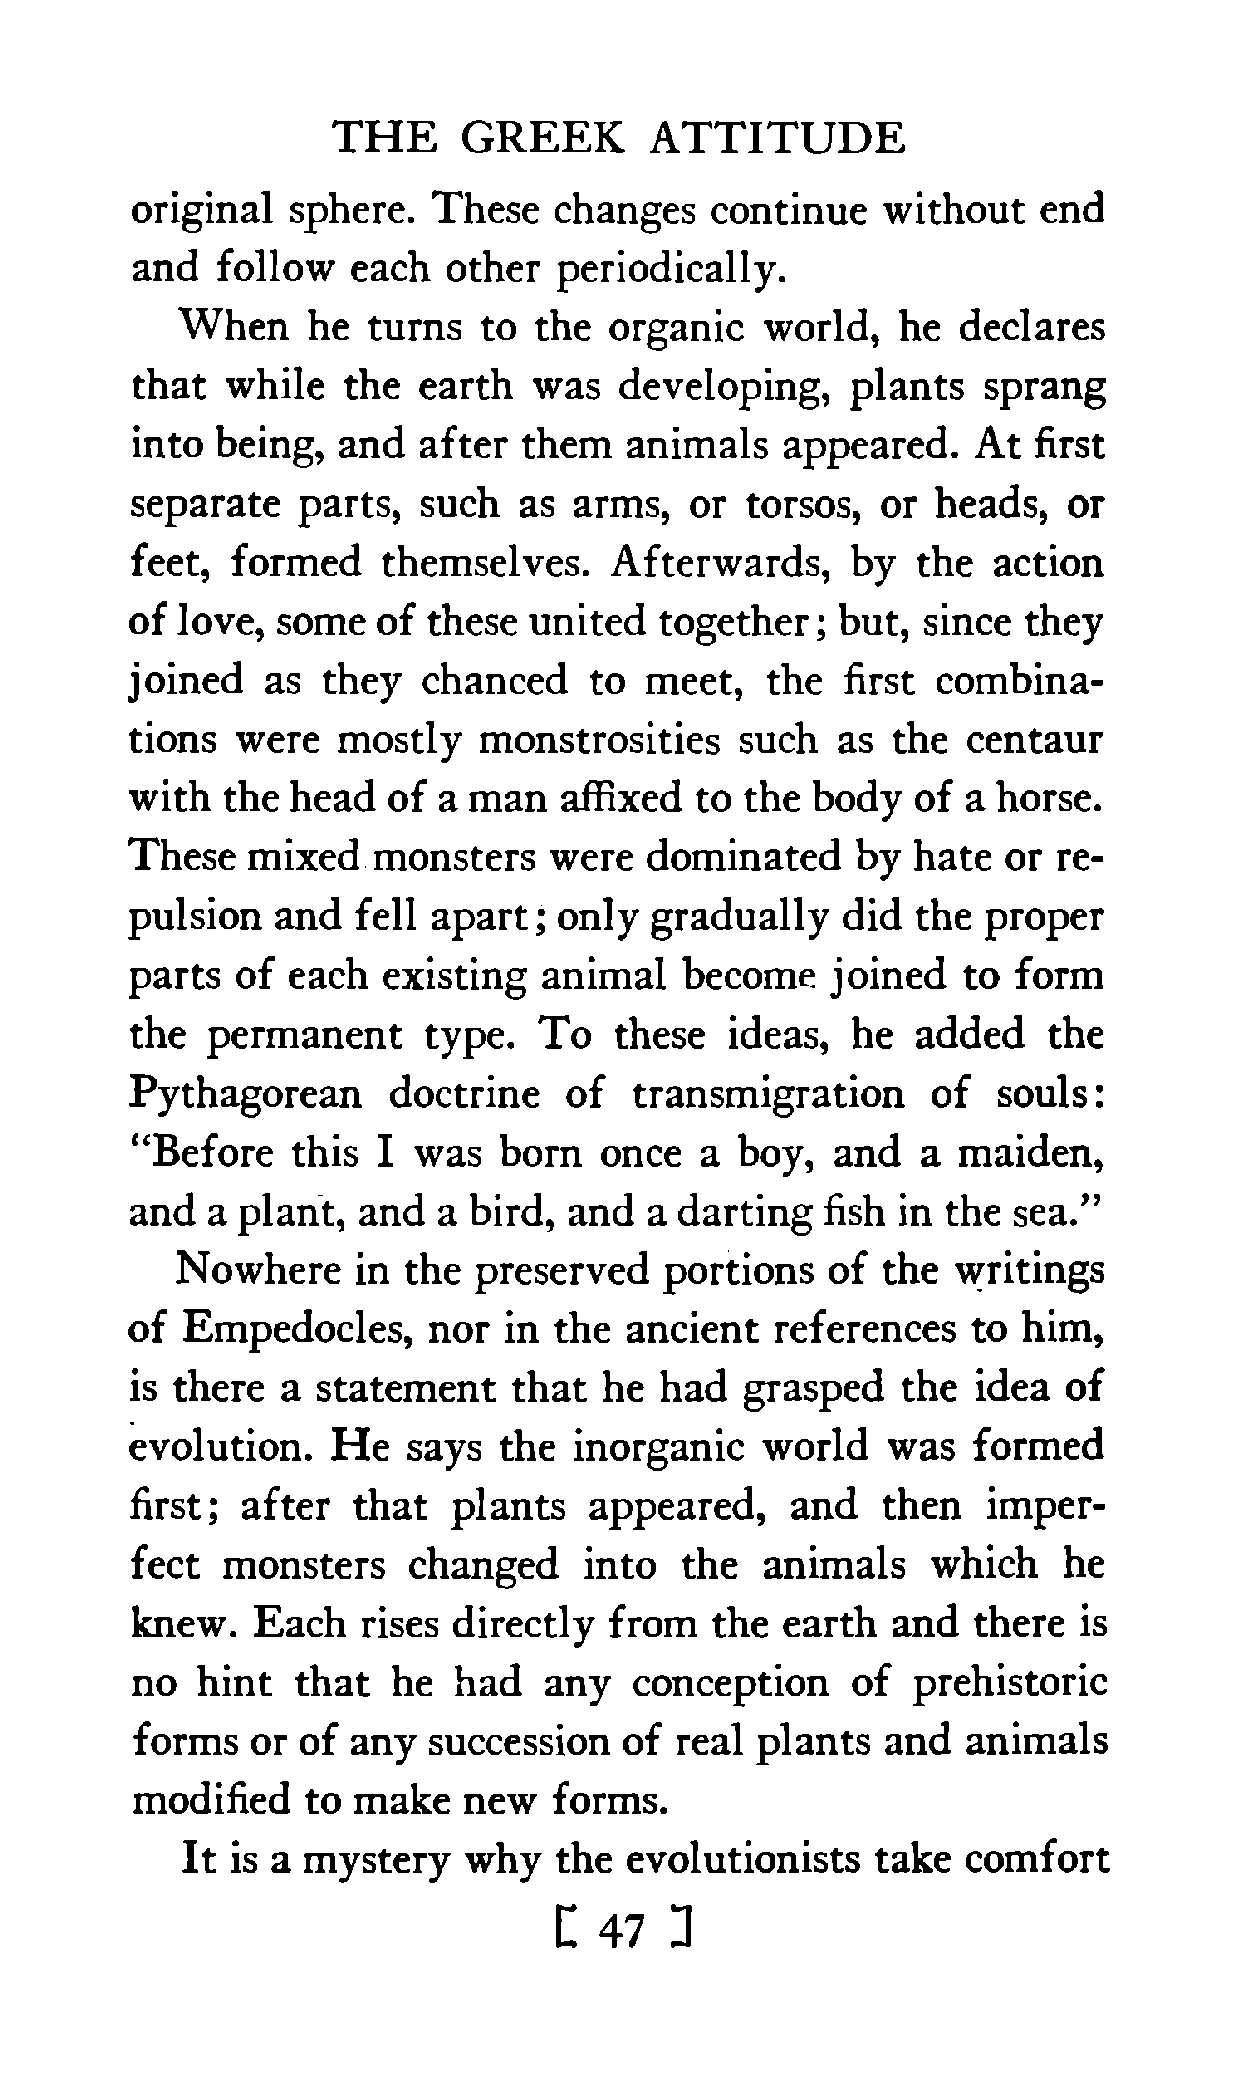 THE GREEK ATTITUDE
original sphere. These changes continue without end
and follow each other periodically.
When he turns to the organic world, he declares
that while the earth was developing, plants sprang
into being, and after them animals appeared. At first
separate parts, such as arms, or torsos, or heads, or
feet, formed themselves. Afterwards, by the action
of love, some of these united together; but, since they
joined as they chanced to meet, the first combina-
tions were mostly monstrosities such as the centaur
with the head of a man affixed to the body of a horse.
These mixed monsters were dominated by hate or re-
pulsion and fell apart; only gradually did the proper
parts of each existing animal become joined to form
the permanent type. To these ideas, he added the
Pythagorean doctrine of transmigration of souls:
“Before this I was born once a boy, and a maiden,
and a plant, and a bird, and a darting fish in the sea.”
Nowhere in the preserved portions of the writings
of Empedocles, nor in the ancient references to him,
is there a statement that he had grasped the idea of
evolution. He says the inorganic world was formed
first; after that plants appeared, and then imper-
fect monsters changed into the animals which he
knew. Each rises directly from the earth and there is
no hint that he had any conception of prehistoric
forms or of any succession of real plants and animals
modified to make new forms.
It is a mystery why the evolutionists take comfort
[ 47 ]